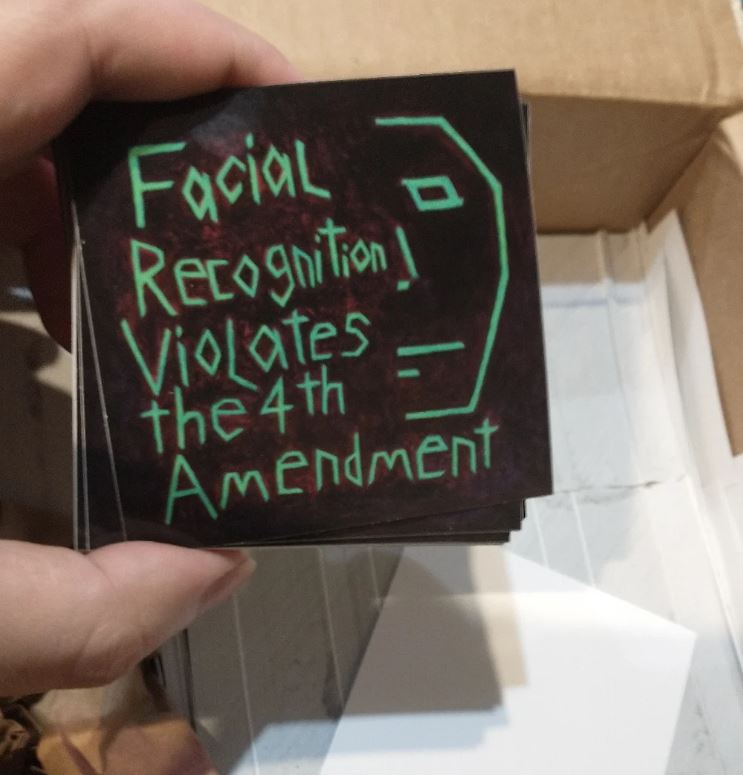 Facial
Recognition
Violates
the 4th
Amendment